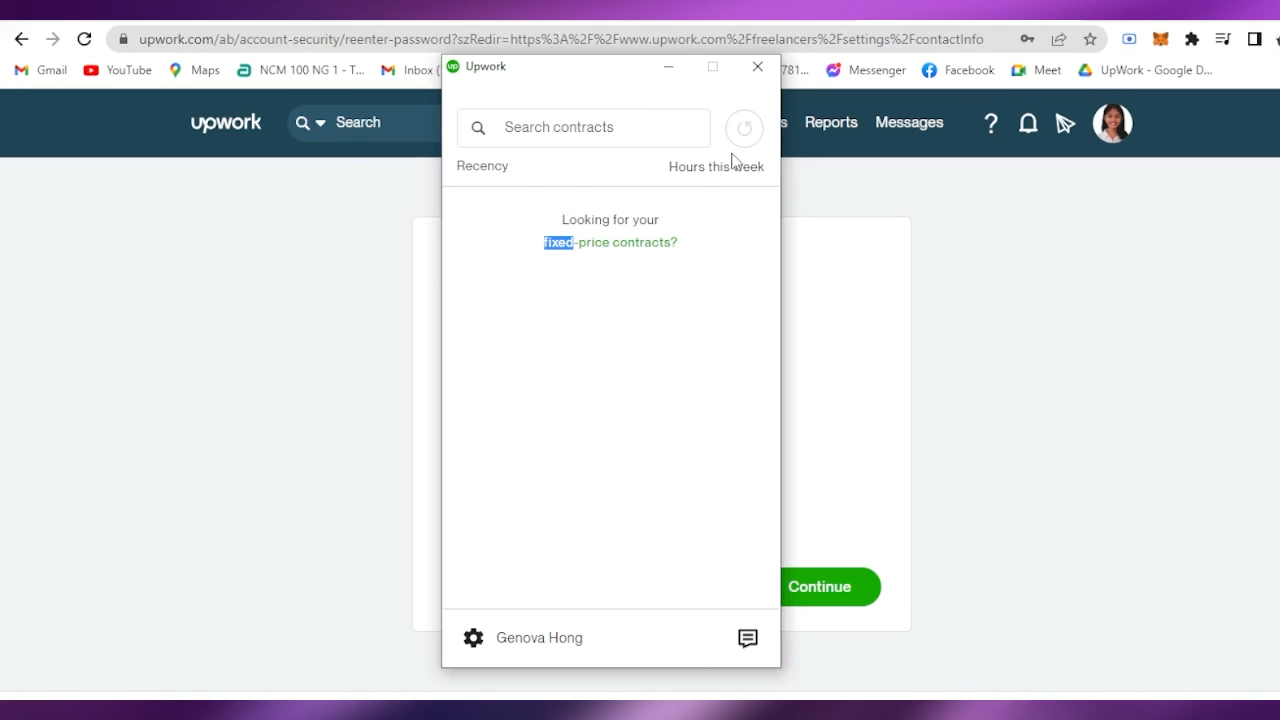 upwork.com/ab/account-security/reenter-password?szRedir=https%3A%2F%2Fwww.upwork.com%2Ffreelancers%2Fsettings%2FcontactInfo
Gmail
YouTube
Maps
NCM 100 NG 1 - T...
Inbox (
781...
Messenger
Facebook
Meet
UpWork - Google D...
up Upwork
upwork
Search
s
Reports
Messages
?
Search contracts
Recency
Hours this week
Looking for your
fixed-price contracts?
Continue
Genova Hong